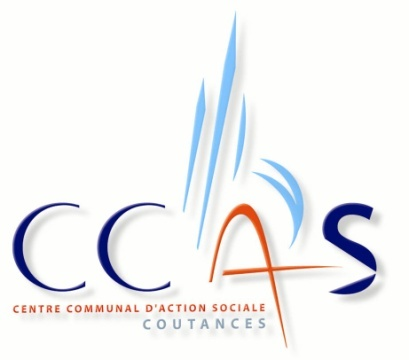 CCAS
CENTRE COMMUNAL D'ACTION SOCIALE
COUTANCES